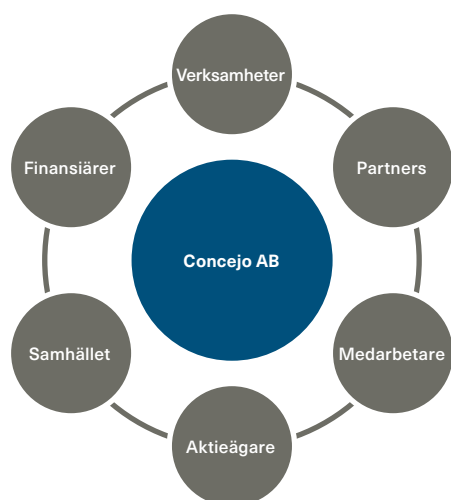 Verksamheter
Finansiärer
Partners
Concejo AB
Samhället
Medarbetare
Aktieägare